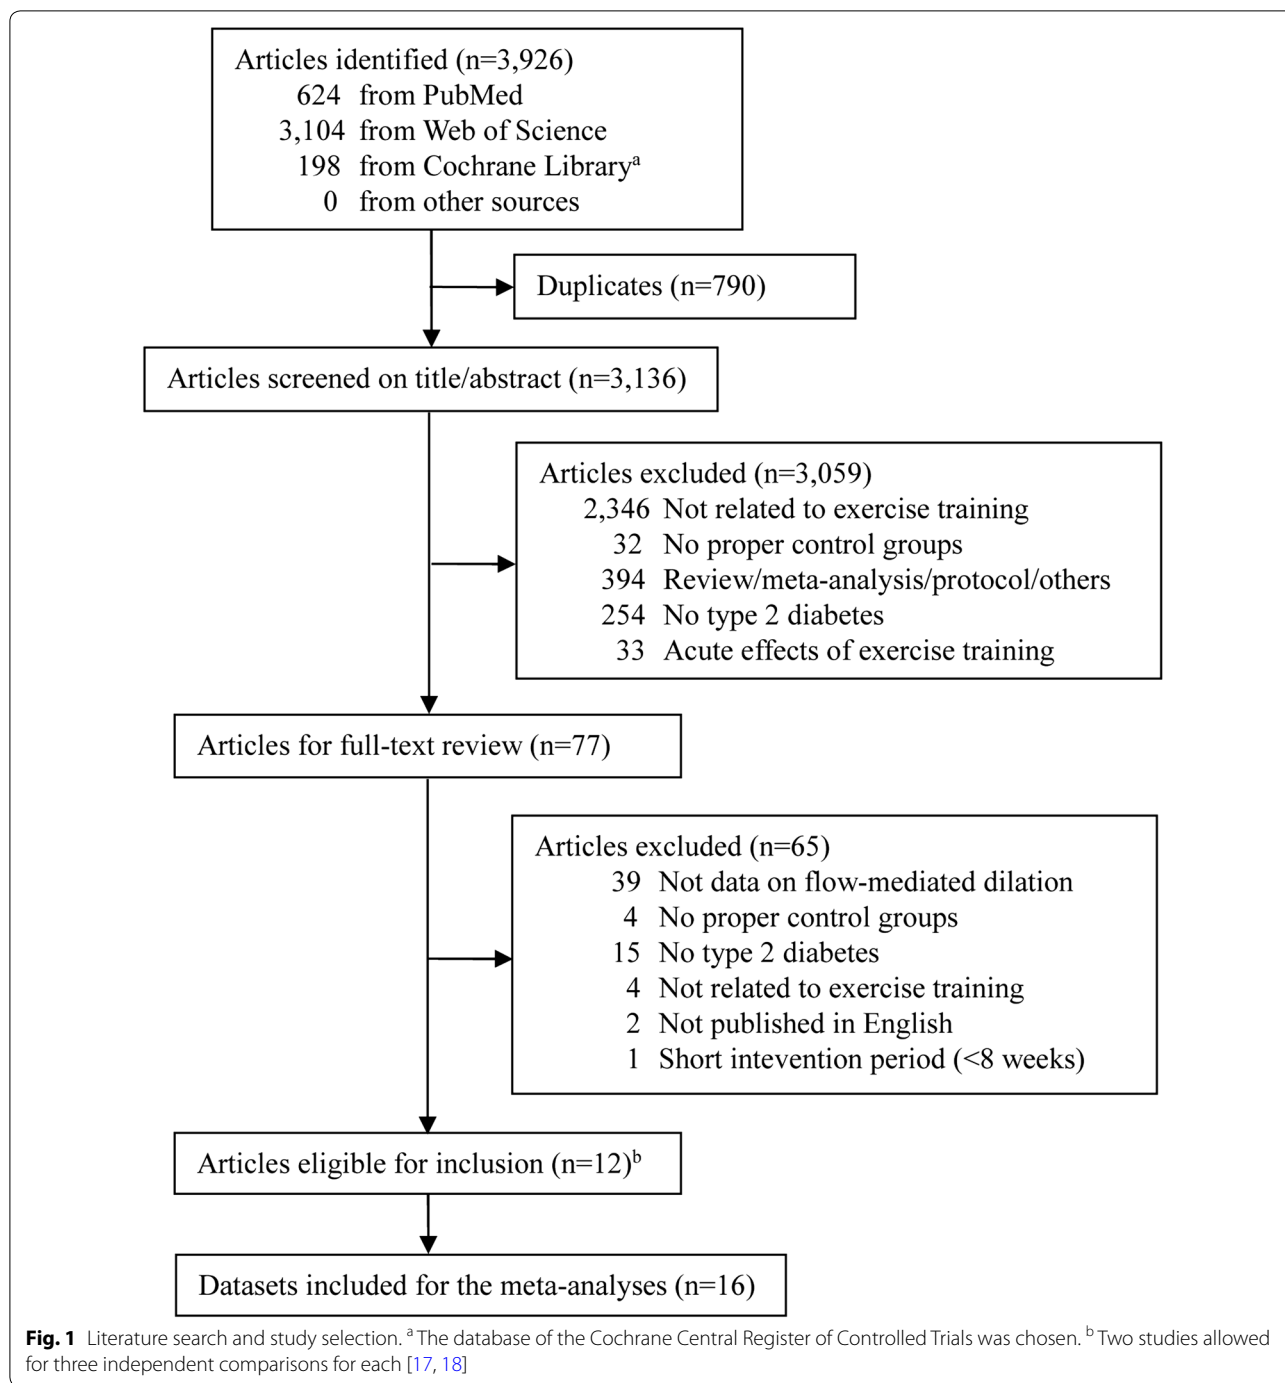 Articles identified (n=3,926)
624 from PubMed
3,104 from Web of Science
198 from Cochrane Libraryᵃ
0 from other sources
Duplicates (n=790)
Articles screened on title/abstract (n=3,136)
Articles excluded (n=3,059)
2,346 Not related to exercise training
32 No proper control groups
394 Review/meta-analysis/protocol/others
254 No type 2 diabetes
33 Acute effects of exercise training
Articles for full-text review (n=77)
Articles excluded (n=65)
39 Not data on flow-mediated dilation
4 No proper control groups
15 No type 2 diabetes
4 Not related to exercise training
2 Not published in English
1 Short intevention period (<8 weeks)
Articles eligible for inclusion (n=12)ᵇ
Datasets included for the meta-analyses (n=16)
Fig. 1 Literature search and study selection. ᵃ The database of the Cochrane Central Register of Controlled Trials was chosen. ᵇ Two studies allowed
for three independent comparisons for each [17, 18]